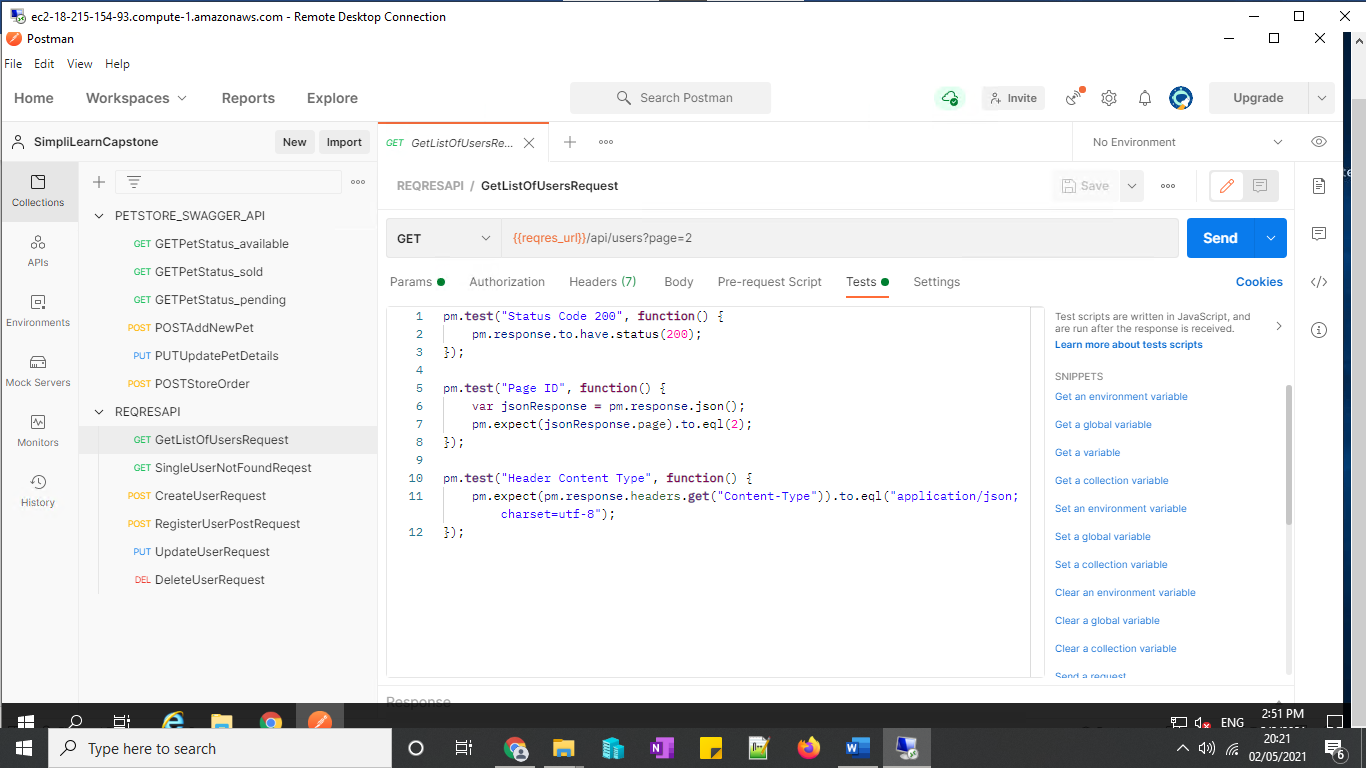 ec2-18-215-154-93.compute-1.amazonaws.com - Remote Desktop Connection
Postman
File Edit View Help
Home Workspaces Reports Explore Search Postman Invite Upgrade
SimpliLearnCapstone New Import GET GetListOfUsersRe... No Environment
Collections
APIs
Environments
Mock Servers
Monitors
History
PETSTORE_SWAGGER_API
GET GETPetStatus_available
GET GETPetStatus_sold
GET GETPetStatus_pending
POST POSTAddNewPet
PUT PUTUpdatePetDetails
POST POSTStoreOrder
REQRESAPI
GET GetListOfUsersRequest
GET SingleUserNotFoundReqest
POST CreateUserRequest
POST RegisterUserPostRequest
PUT UpdateUserRequest
DEL DeleteUserRequest
REQRESAPI / GetListOfUsersRequest Save
GET {{reqres_url}}/api/users?page=2 Send
Params Authorization Headers (7) Body Pre-request Script Tests Settings Cookies
1 pm.test("Status Code 200", function() {
2 pm.response.to.have.status(200);
3 });
4
5 pm.test("Page ID", function() {
6 var jsonResponse = pm.response.json();
7 pm.expect(jsonResponse.page).to.eql(2);
8 });
9
10 pm.test("Header Content Type", function() {
11 pm.expect(pm.response.headers.get("Content-Type")).to.eql("application/json;
charset=utf-8");
12 });
Test scripts are written in JavaScript, and
are run after the response is received.
Learn more about tests scripts
SNIPPETS
Get an environment variable
Get a global variable
Get a variable
Get a collection variable
Set an environment variable
Set a global variable
Set a collection variable
Clear an environment variable
Clear a global variable
Clear a collection variable
Send a request
Response
ENG 2:51 PM
Type here to search
20:21
02/05/2021
6